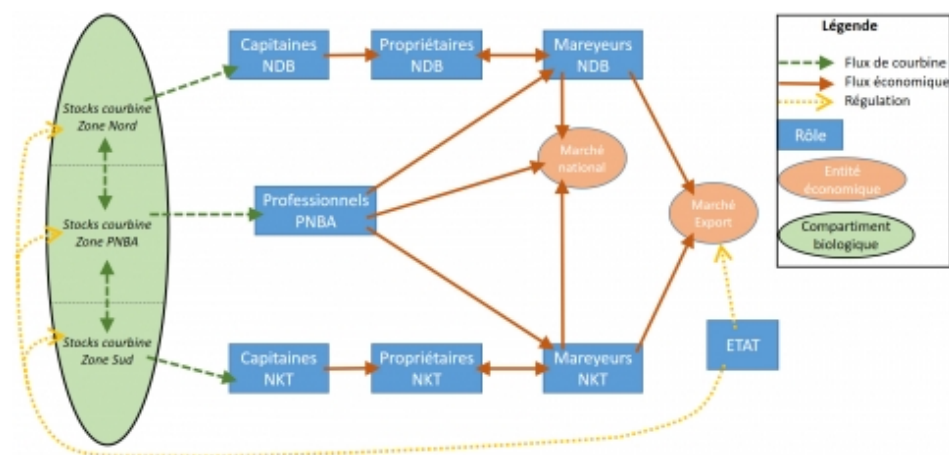 Stocks courbine
Zone Nord
Stocks courbine
Zone PNBA
Stocks courbine
Zone Sud
Capitaines
NDB
Propriétaires
NDB
Mareyeurs
NDB
Professionnels
PNBA
Marché
national
Marché
Export
Capitaines
NKT
Propriétaires
NKT
Mareyeurs
NKT
ETAT
Légende
Flux de courbine
Flux économique
Régulation
Rôle
Entité
économique
Compartiment
biologique